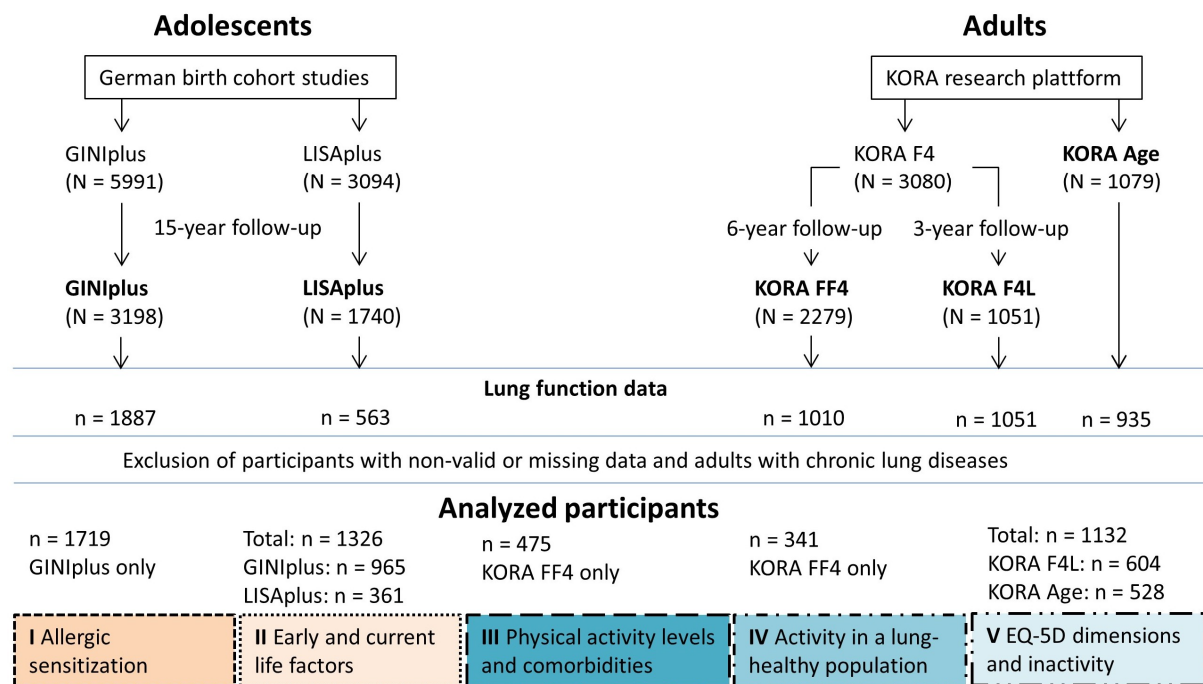 Adolescents
Adults
German birth cohort studies
KORA research plattform
GINIplus
(N = 5991)
LISAplus
(N = 3094)
KORA F4
(N = 3080)
KORA Age
(N = 1079)
15-year follow-up
6-year follow-up
3-year follow-up
GINIplus
(N = 3198)
LISAplus
(N = 1740)
KORA FF4
(N = 2279)
KORA F4L
(N = 1051)
Lung function data
n = 1887
n = 563
n = 1010
n = 1051
n = 935
Exclusion of participants with non-valid or missing data and adults with chronic lung diseases
Analyzed participants
n = 1719
GINIplus only
Total: n = 1326
GINIplus: n = 965
LISAplus: n = 361
n = 475
KORA FF4 only
n = 341
KORA FF4 only
Total: n = 1132
KORA F4L: n = 604
KORA Age: n = 528
I Allergic
sensitization
II Early and current
life factors
III Physical activity levels
and comorbidities
IV Activity in a lung-
healthy population
V EQ-5D dimensions
and inactivity